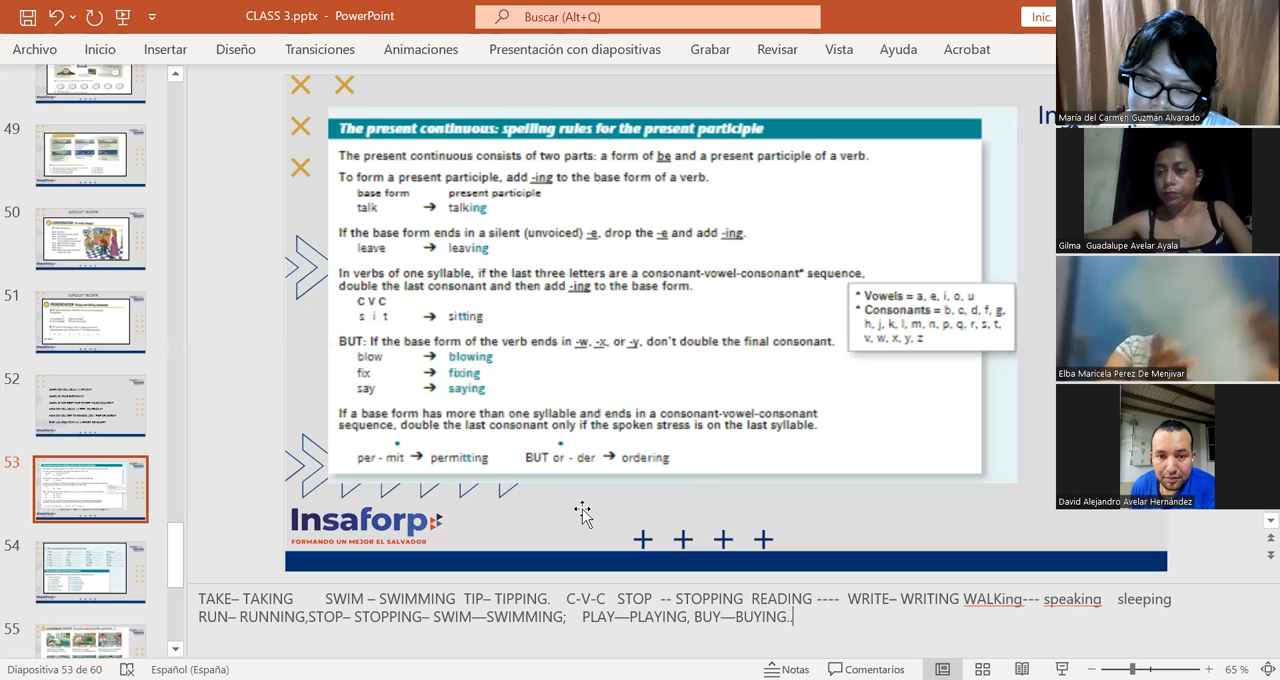 CLASS 3.pptx - PowerPoint
Buscar (Alt+Q)
Inic.
Archivo Inicio Insertar Diseño Transiciones Animaciones Presentación con diapositivas Grabar Revisar Vista Ayuda Acrobat
María del Carmen Guzmán Alvarado
Gilma Guadalupe Avelar Ayala
Elba Maricela Perez De Menjivar
David Alejandro Avelar Hernández
49
50
51
52
53
54
55
The present continuous: spelling rules for the present participle
The present continuous consists of two parts: a form of be and a present participle of a verb.
To form a present participle, add -ing to the base form of a verb.
base form present participle
talk → talking
If the base form ends in a silent (unvoiced) -e, drop the -e and add -ing.
leave → leaving
In verbs of one syllable, if the last three letters are a consonant-vowel-consonant* sequence,
double the last consonant and then add -ing to the base form.
C V C
s i t → sitting
* Vowels = a, e, i, o, u
* Consonants = b, c, d, f, g,
h, j, k, l, m, n, p, q, r, s, t,
v, w, x, y, z
BUT: If the base form of the verb ends in -w, -x, or -y, don't double the final consonant.
blow → blowing
fix → fixing
say → saying
If a base form has more than one syllable and ends in a consonant-vowel-consonant
sequence, double the last consonant only if the spoken stress is on the last syllable.
per - mit → permitting BUT or - der → ordering
Insaforp
FORMANDO UN MEJOR EL SALVADOR
TAKE– TAKING SWIM – SWIMMING TIP– TIPPING. C-V-C STOP -- STOPPING READING ---- WRITE– WRITING WALKing--- speaking sleeping
RUN– RUNNING,STOP– STOPPING– SWIM—SWIMMING; PLAY—PLAYING, BUY—BUYING..
Diapositiva 53 de 60 Español (España) Notas Comentarios 65 %